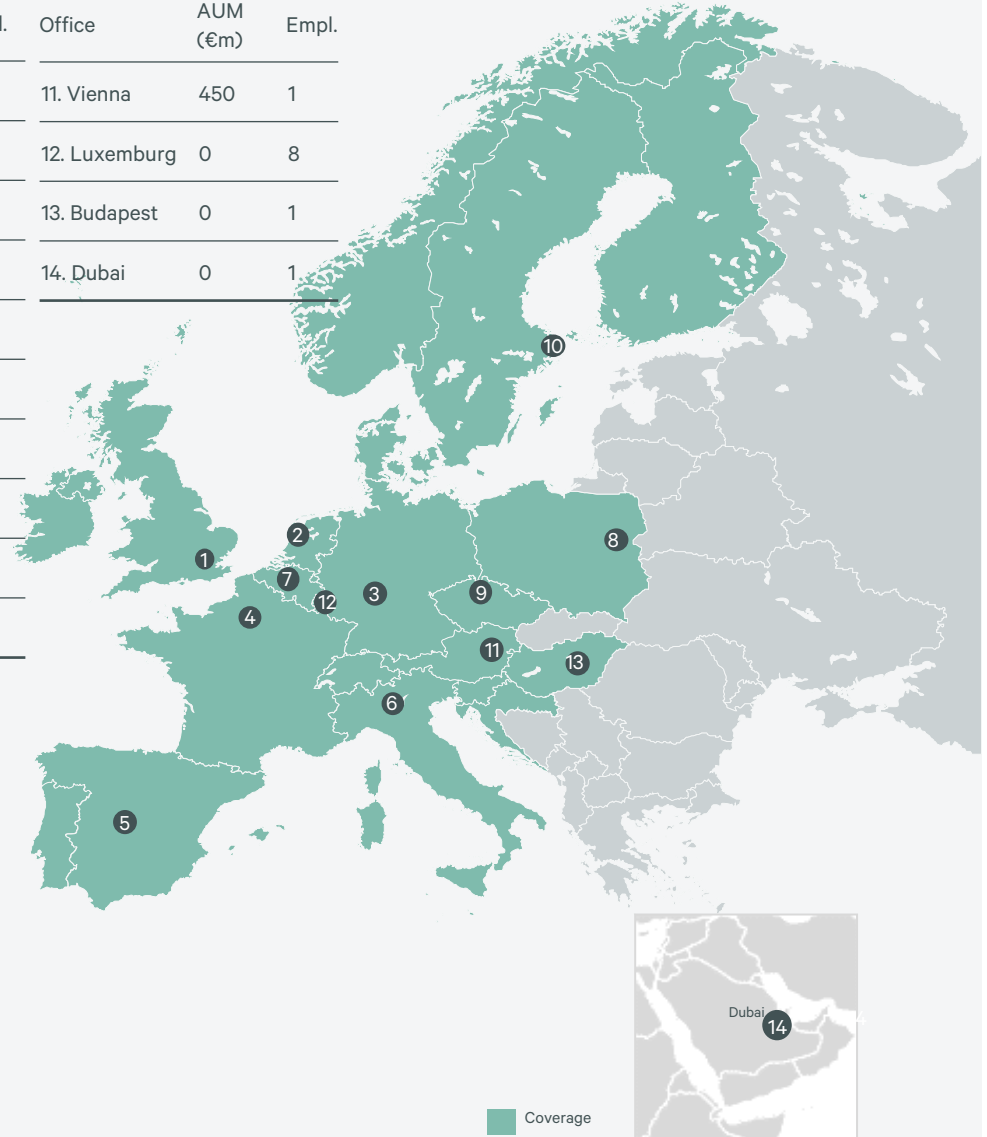 l.
Office AUM (€m) Empl.
11. Vienna 450 1
12. Luxemburg 0 8
13. Budapest 0 1
14. Dubai 0 1
10
2
8
1
7
3
9
12
4
11
13
6
5
Dubai
14
Coverage